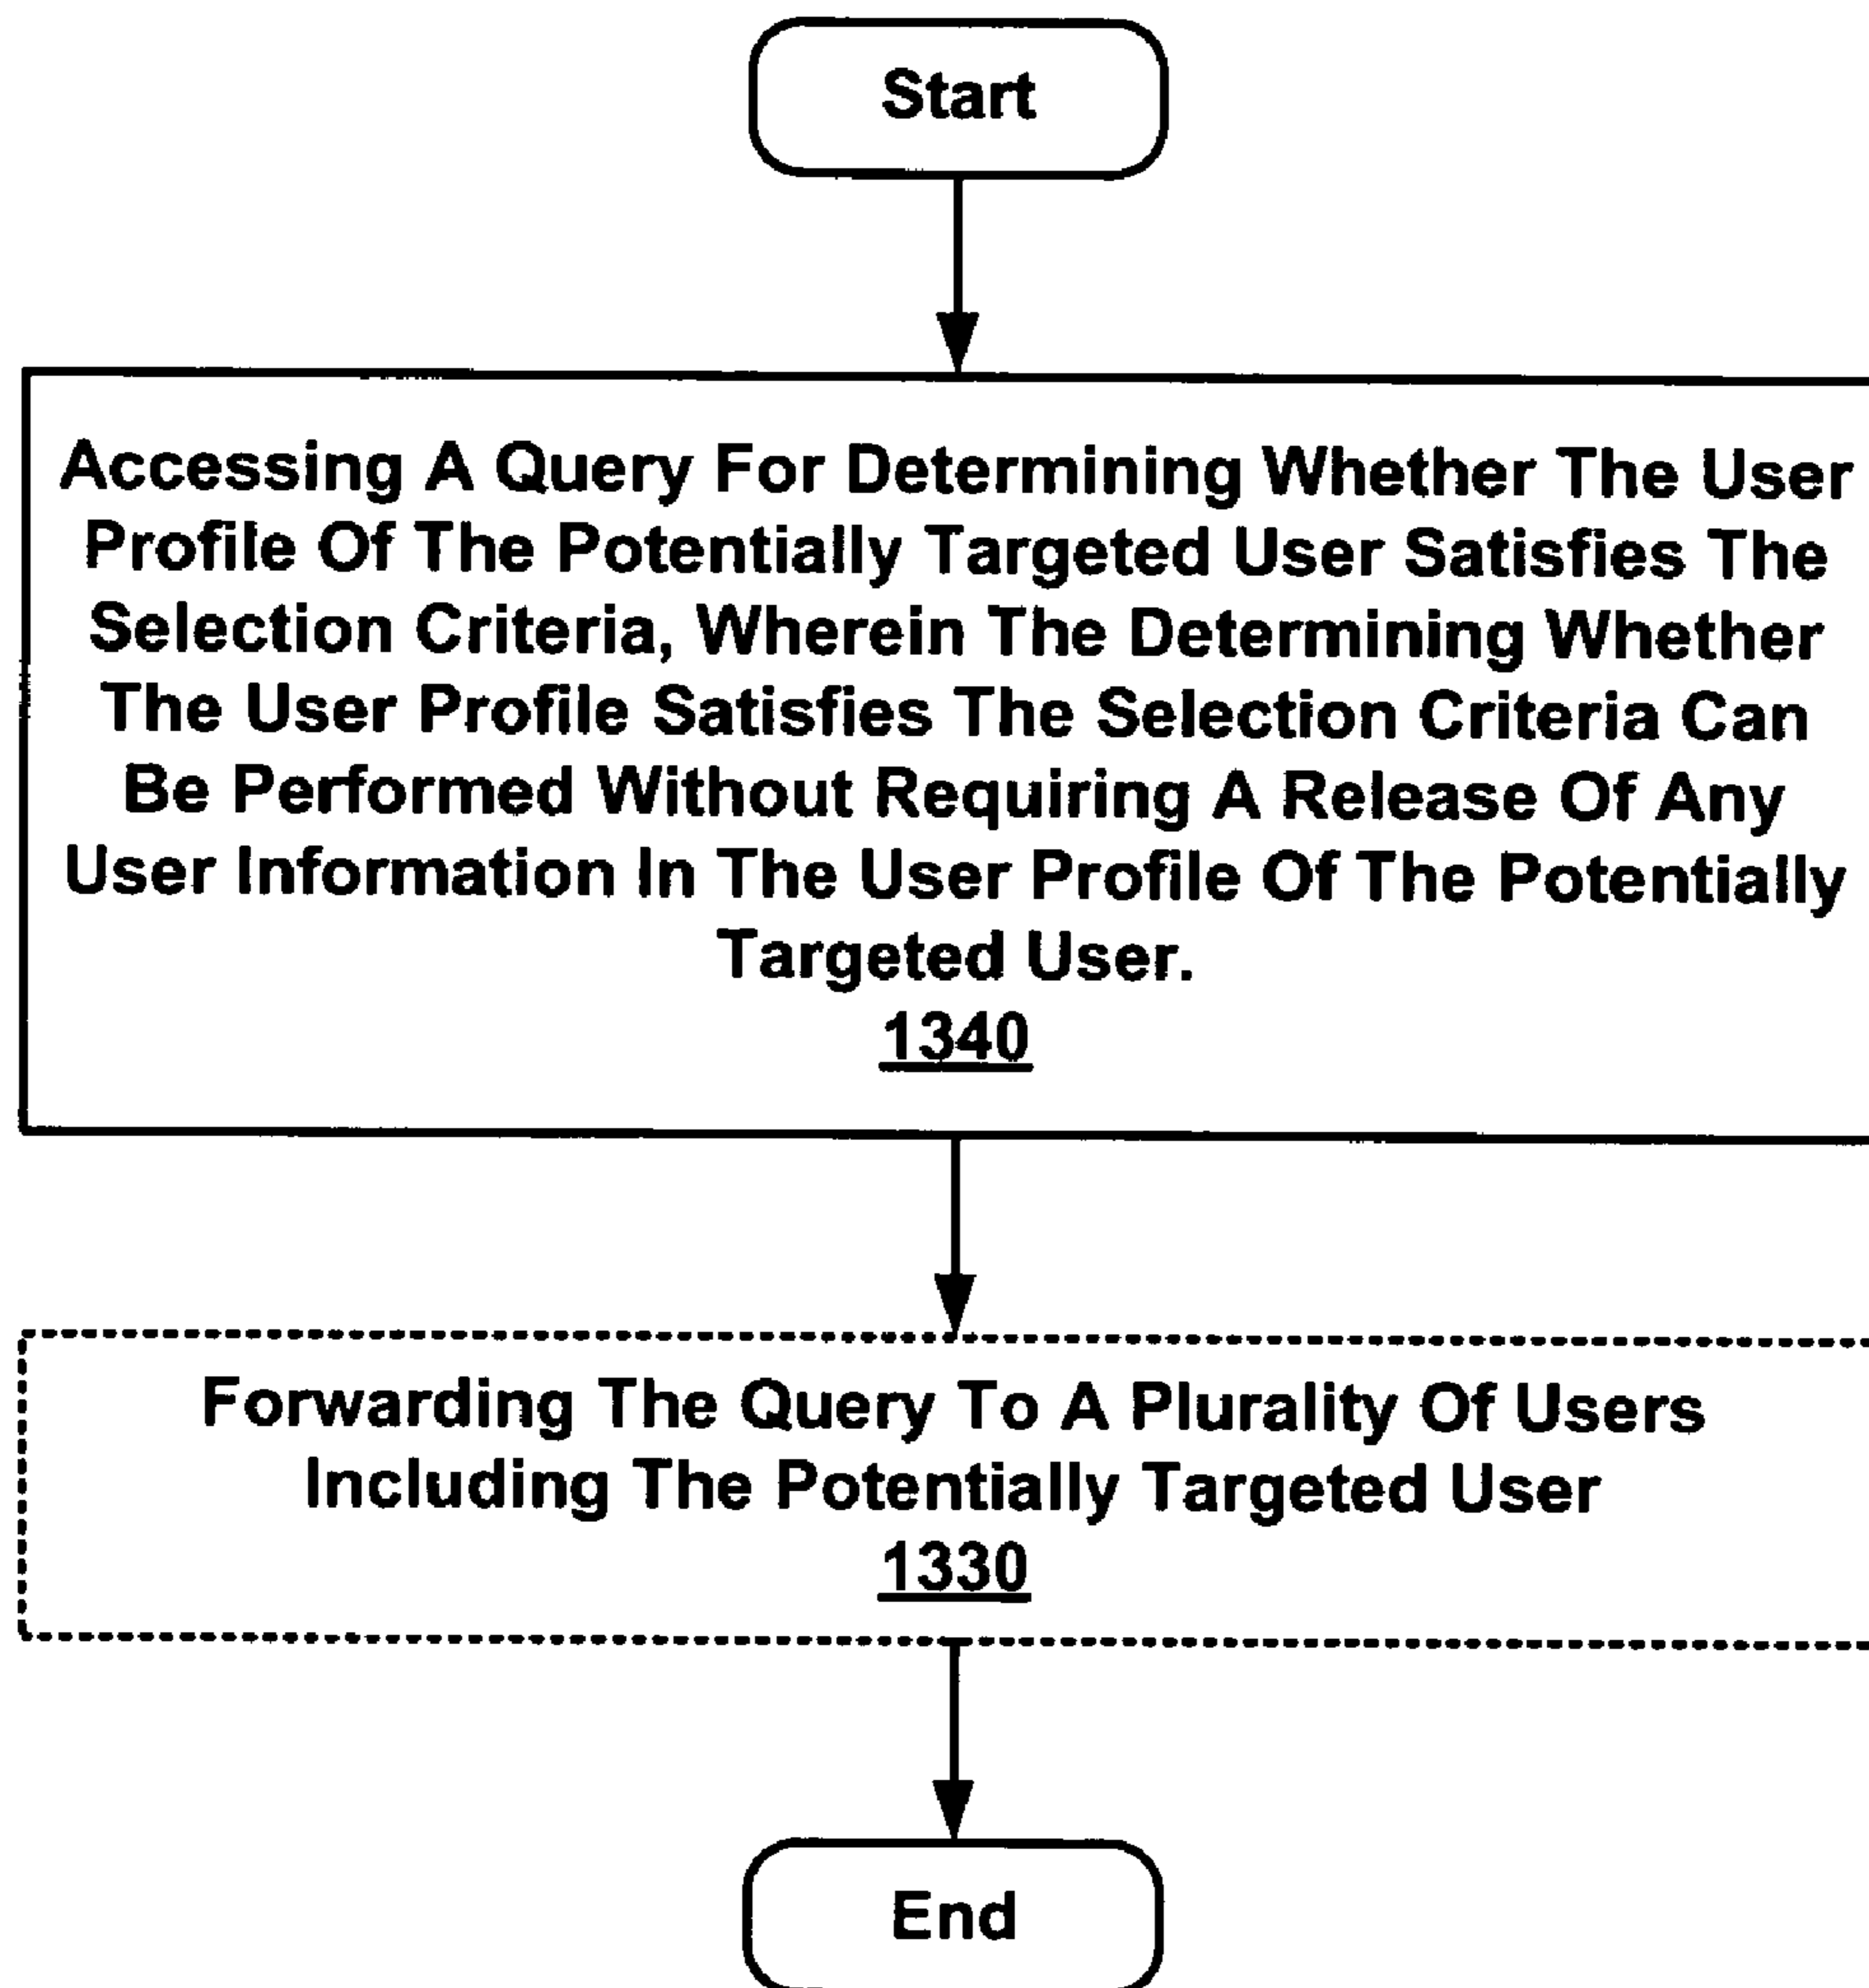 Start
Accessing A Query For Determining Whether The User
Profile Of The Potentially Targeted User Satisfies The
Selection Criteria, Wherein The Determining Whether
The User Profile Satisfies The Selection Criteria Can
Be Performed Without Requiring A Release Of Any
User Information In The User Profile Of The Potentially
Targeted User.
1340
Forwarding The Query To A Plurality Of Users
Including The Potentially Targeted User
1330
End